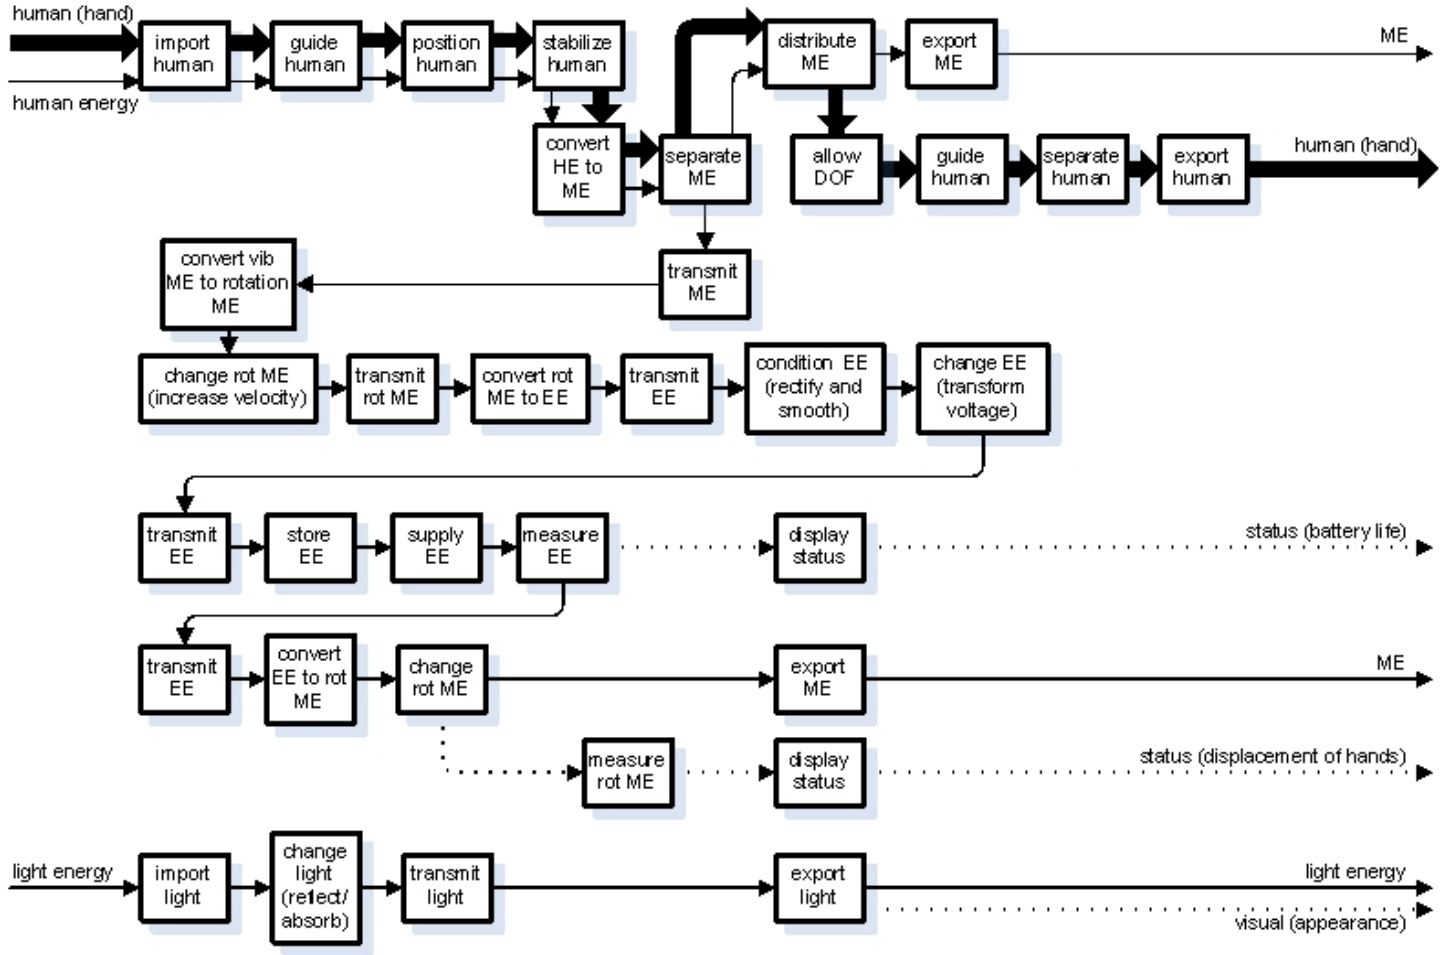 human (hand)
human energy
import
human
guide
human
position
human
stabilize
human
distribute
ME
export
ME
ME
convert
HE to
ME
separate
ME
allow
DOF
guide
human
separate
human
export
human
human (hand)
convert vib
ME to rotation
ME
transmit
ME
change rot ME
(increase velocity)
transmit
rot ME
convert rot
ME to EE
transmit
EE
condition EE
(rectify and
smooth)
change EE
(transform
voltage)
transmit
EE
store
EE
supply
EE
measure
EE
display
status
status (battery life)
transmit
EE
convert
EE to rot
ME
change
rot ME
export
ME
ME
measure
rot ME
display
status
status (displacement of hands)
light energy
import
light
change
light
(reflect/
absorb)
transmit
light
export
light
light energy
visual (appearance)